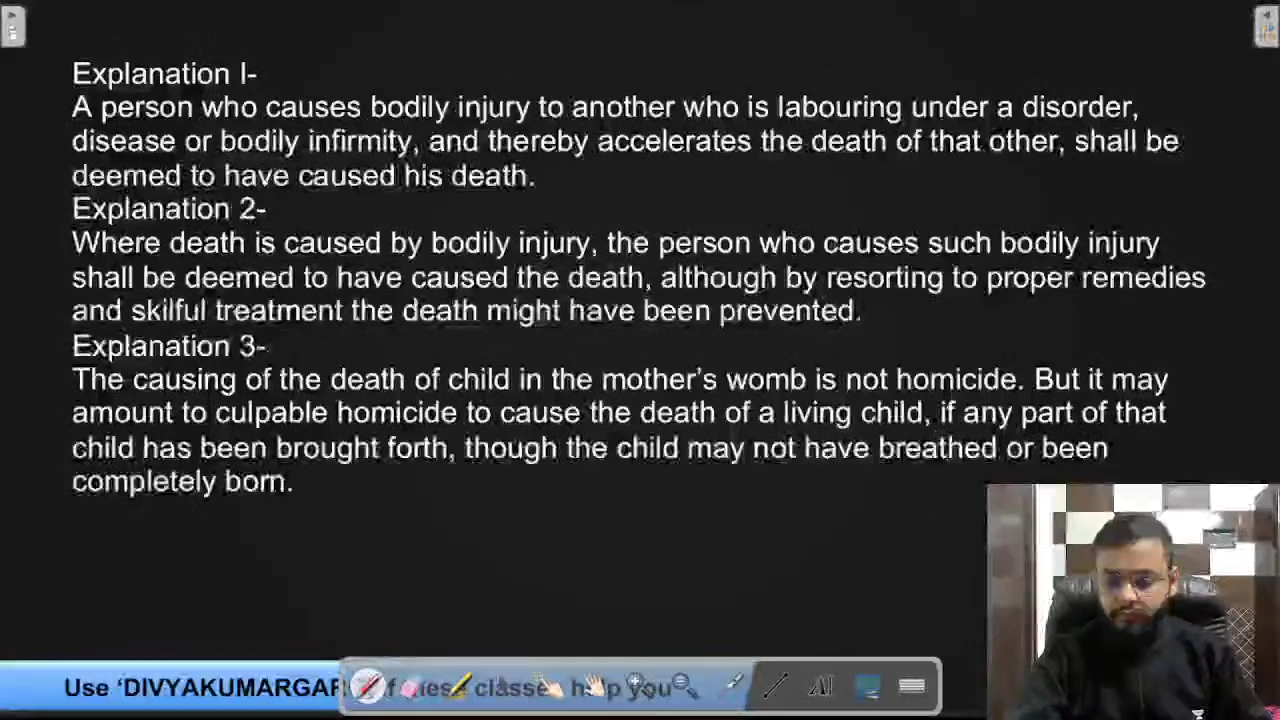 Explanation I-
A person who causes bodily injury to another who is labouring under a disorder,
disease or bodily infirmity, and thereby accelerates the death of that other, shall be
deemed to have caused his death.
Explanation 2-
Where death is caused by bodily injury, the person who causes such bodily injury
shall be deemed to have caused the death, although by resorting to proper remedies
and skilful treatment the death might have been prevented.
Explanation 3-
The causing of the death of child in the mother’s womb is not homicide. But it may
amount to culpable homicide to cause the death of a living child, if any part of that
child has been brought forth, though the child may not have breathed or been
completely born.
Use ‘DIVYAKUMARGAR if these classes help you